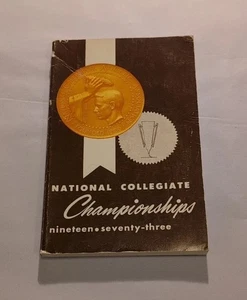 NATIONAL COLLEGIATE
Championships
nineteen • seventy-three